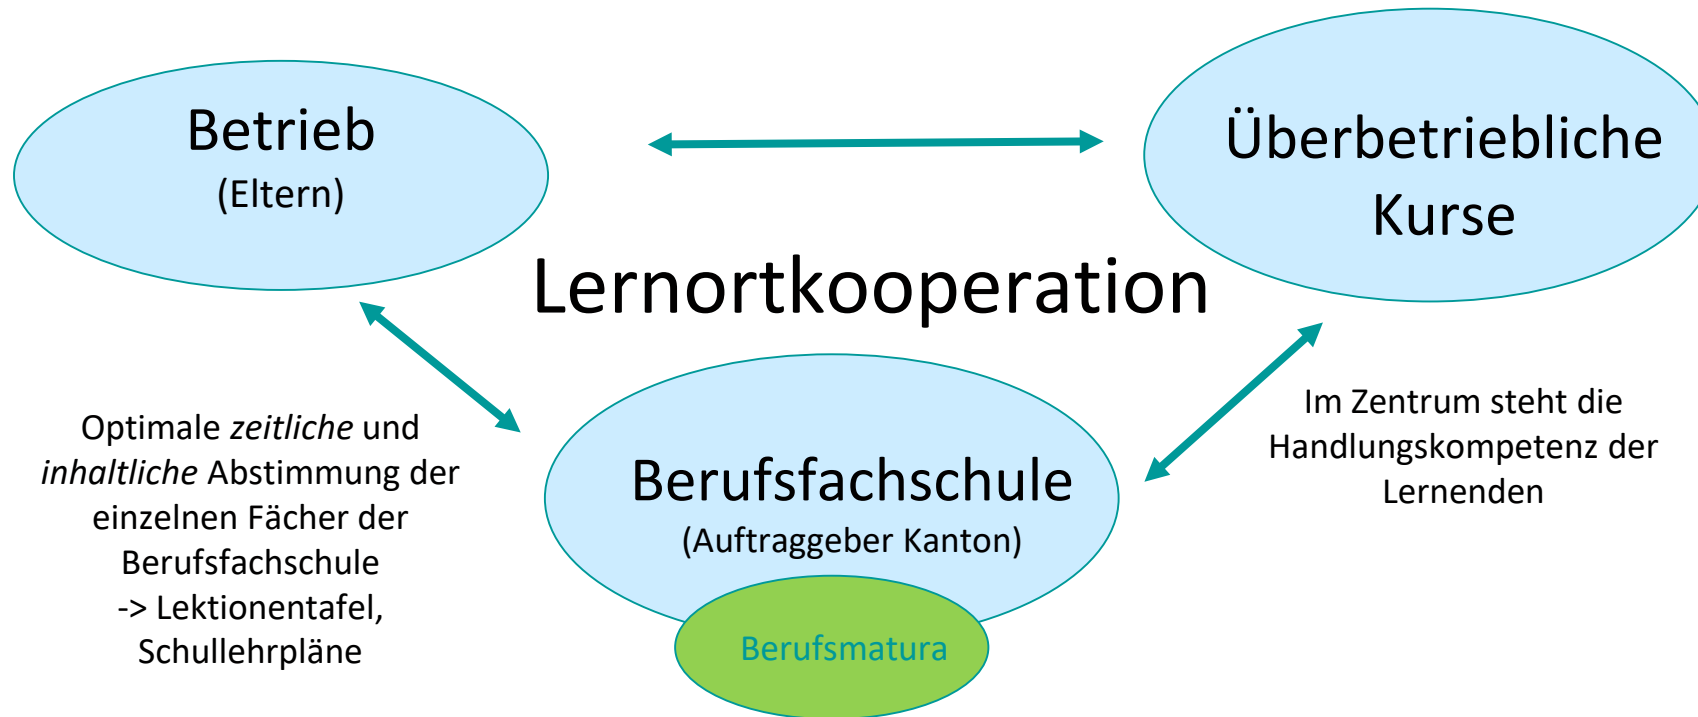 Betrieb
(Eltern)
Überbetriebliche
Kurse
Lernortkooperation
Optimale zeitliche und
inhaltliche Abstimmung der
einzelnen Fächer der
Berufsfachschule
-> Lektionentafel,
Schullehrpläne
Berufsfachschule
(Auftraggeber Kanton)
Berufsmatura
Im Zentrum steht die
Handlungskompetenz der
Lernenden